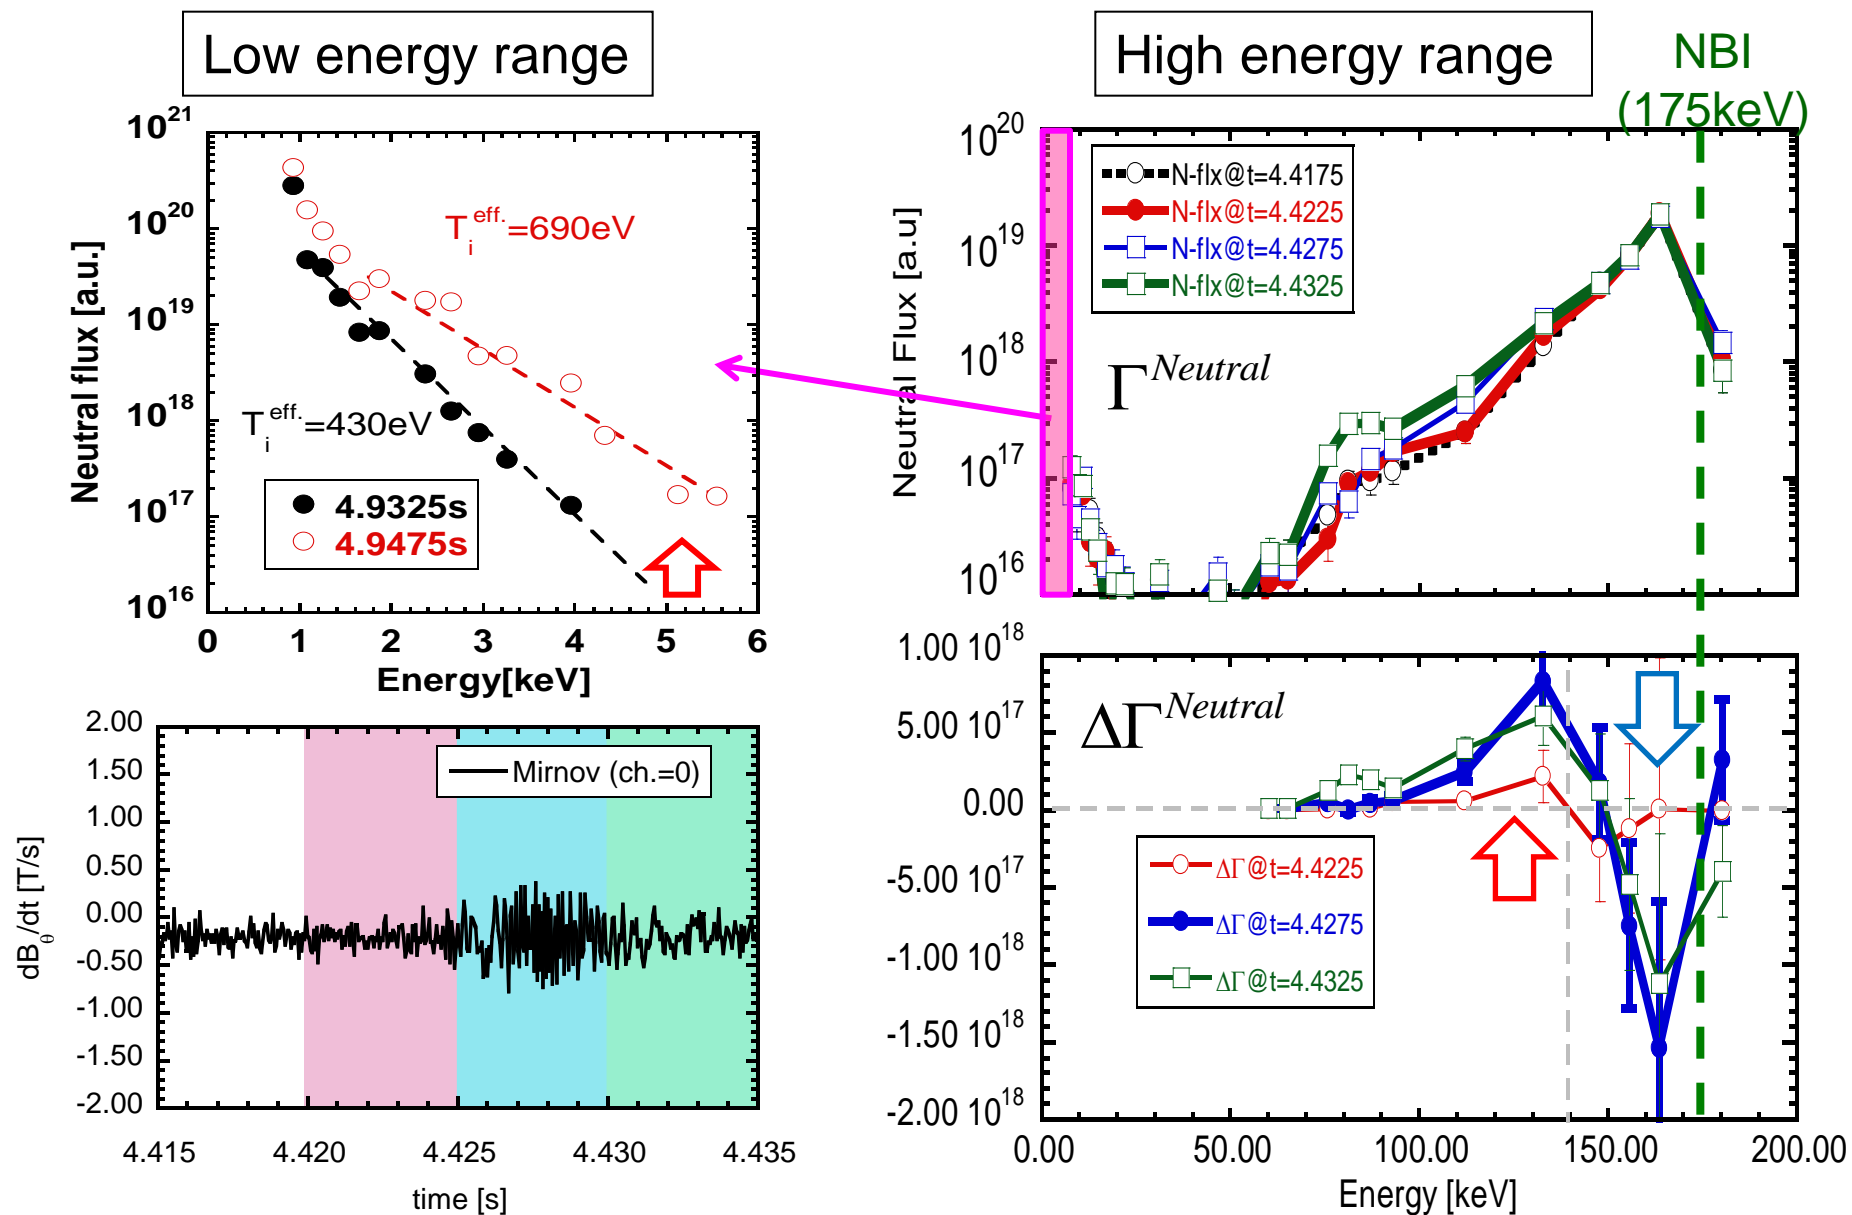 Low energy range
High energy range
NBI
(175keV)
10^21
10^20
10^19
10^18
10^17
10^16
Neutral flux [a.u.]
T_i^eff.=690eV
T_i^eff.=430eV
4.9325s
4.9475s
0 1 2 3 4 5 6
Energy[keV]
10^20
10^19
10^18
10^17
10^16
Neutral Flux [a.u]
N-flx@t=4.4175
N-flx@t=4.4225
N-flx@t=4.4275
N-flx@t=4.4325
Γ^Neutral
2.00
1.50
1.00
0.50
0.00
-0.50
-1.00
-1.50
-2.00
dB_θ/dt [T/s]
Mirnov (ch.=0)
4.415 4.420 4.425 4.430 4.435
time [s]
1.00 10^18
5.00 10^17
0.00
-5.00 10^17
-1.00 10^18
-1.50 10^18
-2.00 10^18
ΔΓ^Neutral
ΔΓ@t=4.4225
ΔΓ@t=4.4275
ΔΓ@t=4.4325
0.00 50.00 100.00 150.00 200.00
Energy [keV]